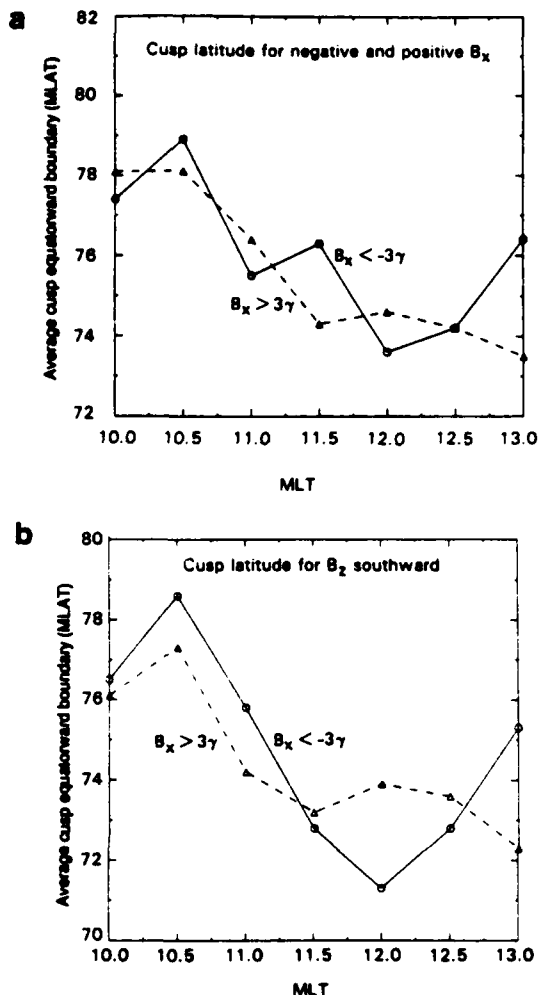 a
Cusp latitude for negative and positive Bx
Average cusp equatorward boundary (MLAT)
82
80
78
76
74
72
Bx < -3γ
Bx > 3γ
10.0 10.5 11.0 11.5 12.0 12.5 13.0
MLT
b
Cusp latitude for Bz southward
Average cusp equatorward boundary (MLAT)
80
78
76
74
72
70
Bx > 3γ
Bx < -3γ
10.0 10.5 11.0 11.5 12.0 12.5 13.0
MLT